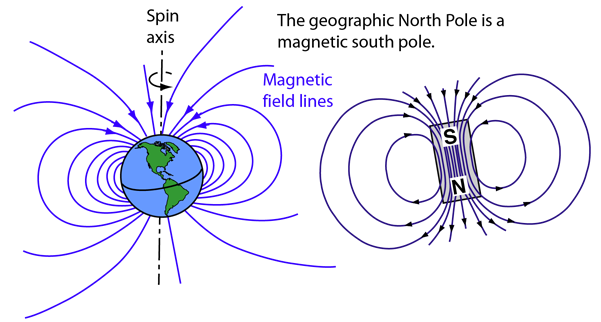 Spin
axis
The geographic North Pole is a
magnetic south pole.
Magnetic
field lines
S
N